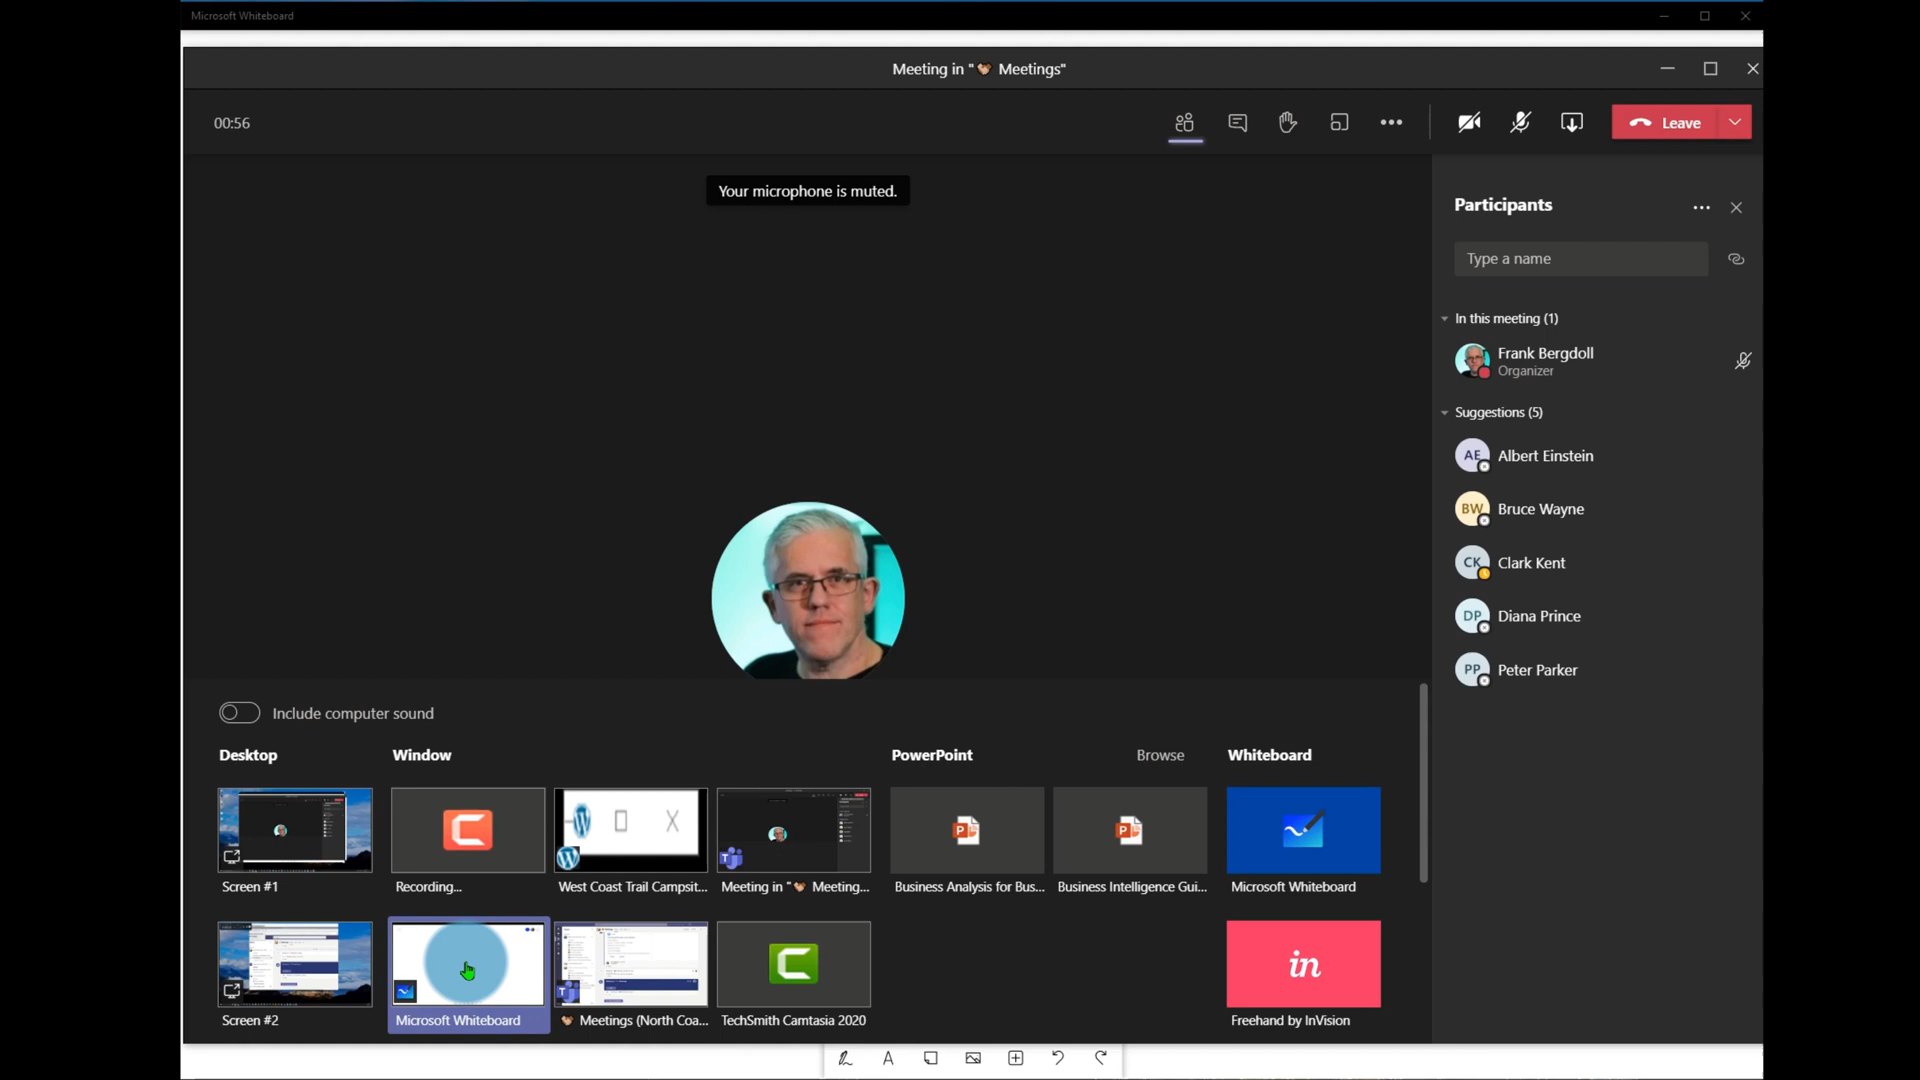 Microsoft Whiteboard
Meeting in "🤝🏽 Meetings"
00:56
Leave
Your microphone is muted.
Participants
Type a name
In this meeting (1)
Frank Bergdoll
Organizer
Suggestions (5)
AE Albert Einstein
BW Bruce Wayne
CK Clark Kent
DP Diana Prince
PP Peter Parker
Include computer sound
Desktop Window PowerPoint Browse Whiteboard
Screen #1 Recording... West Coast Trail Campsit... Meeting in "🤝🏽 Meeting... Business Analysis for Bus... Business Intelligence Gui... Microsoft Whiteboard
in
Screen #2 Microsoft Whiteboard 🤝🏽 Meetings (North Coa... TechSmith Camtasia 2020 Freehand by InVision